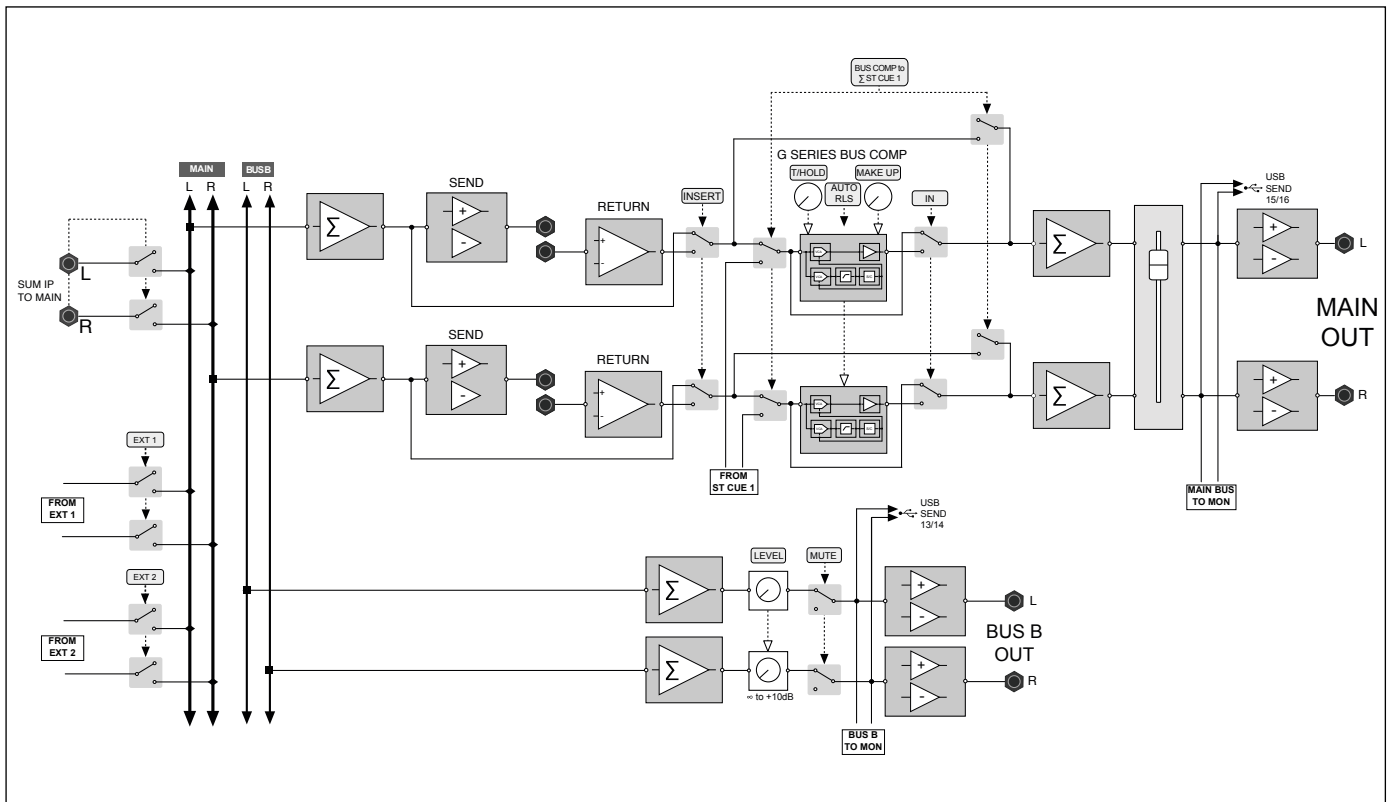 BUS COMP to
∑ ST CUE 1
G SERIES BUS COMP
T/HOLD
AUTO
RLS
MAKE UP
IN
MAIN
BUSB
L R L R
SEND
+
-
RETURN
+
-
INSERT
∑
∑
USB
SEND
15/16
+
-
L
SUM IP
TO MAIN
L
R
MAIN
OUT
SEND
+
-
RETURN
+
-
∑
∑
+
-
R
FROM
ST CUE 1
MAIN BUS
TO MON
EXT 1
FROM
EXT 1
USB
SEND
13/14
LEVEL
MUTE
EXT 2
FROM
EXT 2
∑
+
-
L
BUS B
OUT
∑
∞ to +10dB
+
-
R
BUS B
TO MON